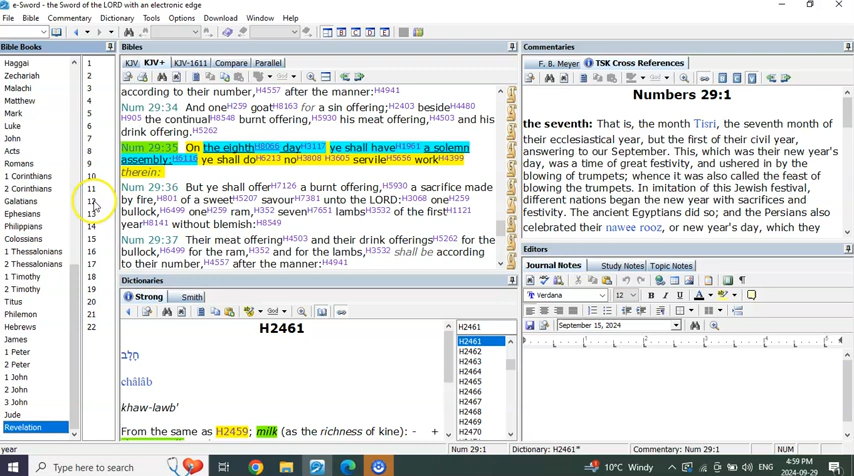 e-Sword - the Sword of the LORD with an electronic edge
File Bible Commentary Dictionary Tools Options Download Window Help
Bible Books
Haggai
Zechariah
Malachi
Matthew
Mark
Luke
John
Acts
Romans
1 Corinthians
2 Corinthians
Galatians
Ephesians
Philippians
Colossians
1 Thessalonians
2 Thessalonians
1 Timothy
2 Timothy
Titus
Philemon
Hebrews
James
1 Peter
2 Peter
1 John
2 John
3 John
Jude
Revelation
1
2
3
4
5
6
7
8
9
10
11
12
13
14
15
16
17
18
19
20
21
22
Bibles
KJV KJV+ KJV-1611 Compare Parallel
according to their number,H4557 after the manner:H4941
Num 29:34 And oneH259 goatH8163 for a sin offering;H2403 besideH4480
H905 the continualH8548 burnt offering,H5930 his meat offering,H4503 and his
drink offering.H5262
Num 29:35 On the eighthH8066 dayH3117 ye shall haveH1961 a solemn
assembly:H6116 ye shall doH6213 noH3808 H3605 servileH5656 workH4399
therein:
Num 29:36 But ye shall offerH7126 a burnt offering,H5930 a sacrifice made
by fire,H801 of a sweetH5207 savourH7381 unto the LORD:H3068 oneH259
bullock,H6499 oneH259 ram,H352 sevenH7651 lambsH3532 of the firstH1121
yearH8141 without blemish:H8549
Num 29:37 Their meat offeringH4503 and their drink offeringsH5262 for the
bullock,H6499 for the ram,H352 and for the lambs,H3532 shall be according
to their number,H4557 after the manner:H4941
Dictionaries
Strong Smith
H2461
חָלָב
châlâb
khaw-lawb'
From the same as H2459; milk (as the richness of kine): - + 
H2461
H2461
H2462
H2463
H2464
H2465
H2466
H2467
H2468
H2469
H2470
Commentaries
F. B. Meyer TSK Cross References
Numbers 29:1
the seventh: That is, the month Tisri, the seventh month of
their ecclesiastical year, but the first of their civil year,
answering to our September. This, which was their new year's
day, was a time of great festivity, and ushered in by the
blowing of trumpets; whence it was also called the feast of
blowing the trumpets. In imitation of this Jewish festival,
different nations began the new year with sacrifices and
festivity. The ancient Egyptians did so; and the Persians also
celebrated their nawee rooz, or new year's day, which they
Editors
Journal Notes Study Notes Topic Notes
Verdana 12 B I U A
September 15, 2024
1 2 3 4 5
year
Num 29:1 Dictionary: H2461* Commentary: Num 29:1 NUM
Type here to search
10°C Windy
ENG
4:59 PM
2024-09-29